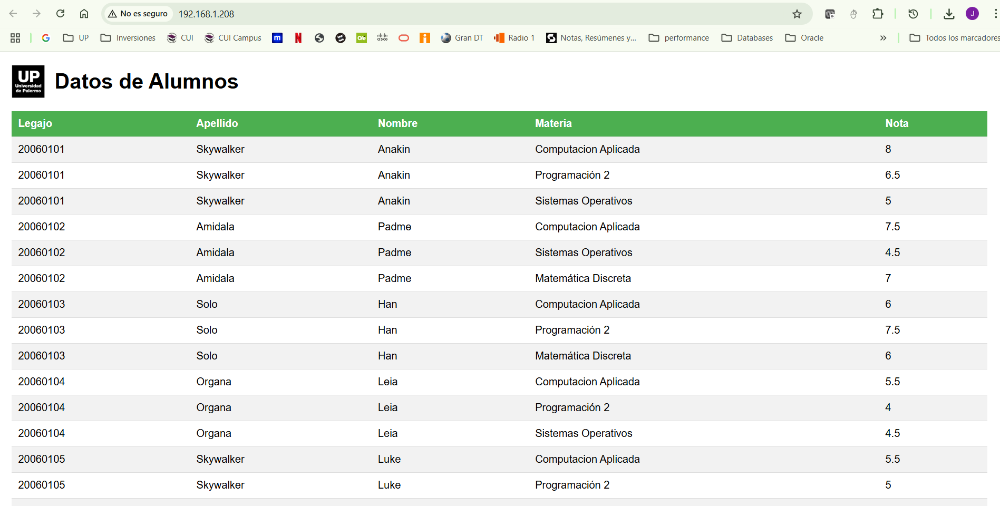 No es seguro 192.168.1.208 J
UP Inversiones CUI CUI Campus m N Olé cisco Gran DT Radio 1 Notas, Resúmenes y... performance Databases Oracle » Todos los marcadores
UP
Universidad
de Palermo
Datos de Alumnos
Legajo Apellido Nombre Materia Nota
20060101 Skywalker Anakin Computacion Aplicada 8
20060101 Skywalker Anakin Programación 2 6.5
20060101 Skywalker Anakin Sistemas Operativos 5
20060102 Amidala Padme Computacion Aplicada 7.5
20060102 Amidala Padme Sistemas Operativos 4.5
20060102 Amidala Padme Matemática Discreta 7
20060103 Solo Han Computacion Aplicada 6
20060103 Solo Han Programación 2 7.5
20060103 Solo Han Matemática Discreta 6
20060104 Organa Leia Computacion Aplicada 5.5
20060104 Organa Leia Programación 2 4
20060104 Organa Leia Sistemas Operativos 4.5
20060105 Skywalker Luke Computacion Aplicada 5.5
20060105 Skywalker Luke Programación 2 5